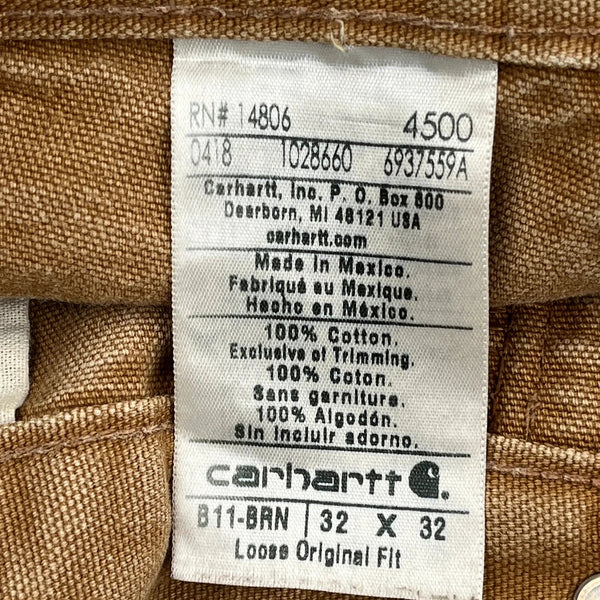 RN# 14806 4500
0418 1028660 6937559A
Carhartt, Inc. P. O. Box 600
Dearborn, MI 48121 USA
carhartt.com
Made in Mexico.
Fabriqué au Mexique.
Hecho en México.
100% Cotton.
Exclusive of Trimming.
100% Coton.
Sans garniture.
100% Algodón.
Sin incluir adorno.
carhartt
B11-BRN | 32 X 32
Loose Original Fit